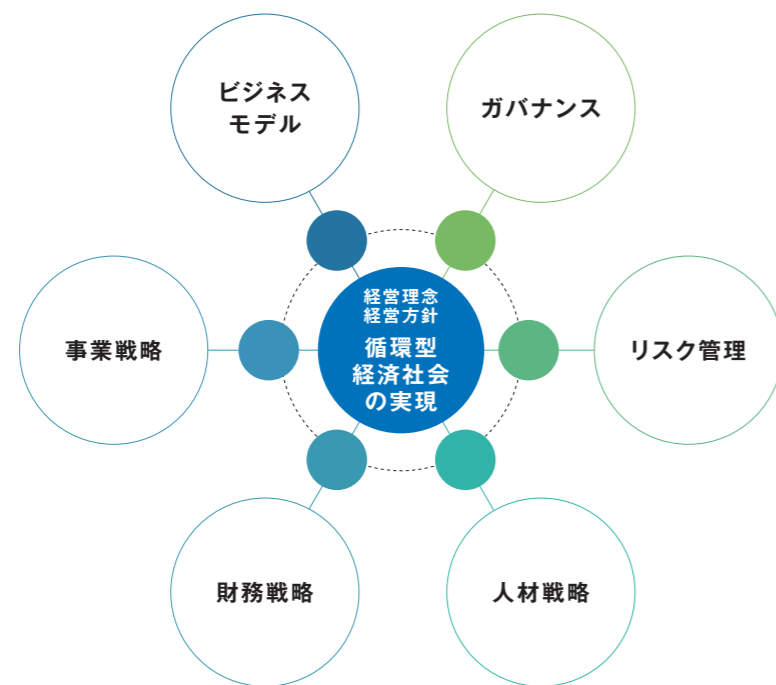 ビジネス
モデル
ガバナンス
経営理念
経営方針
循環型
経済社会
の実現
事業戦略
リスク管理
財務戦略
人材戦略